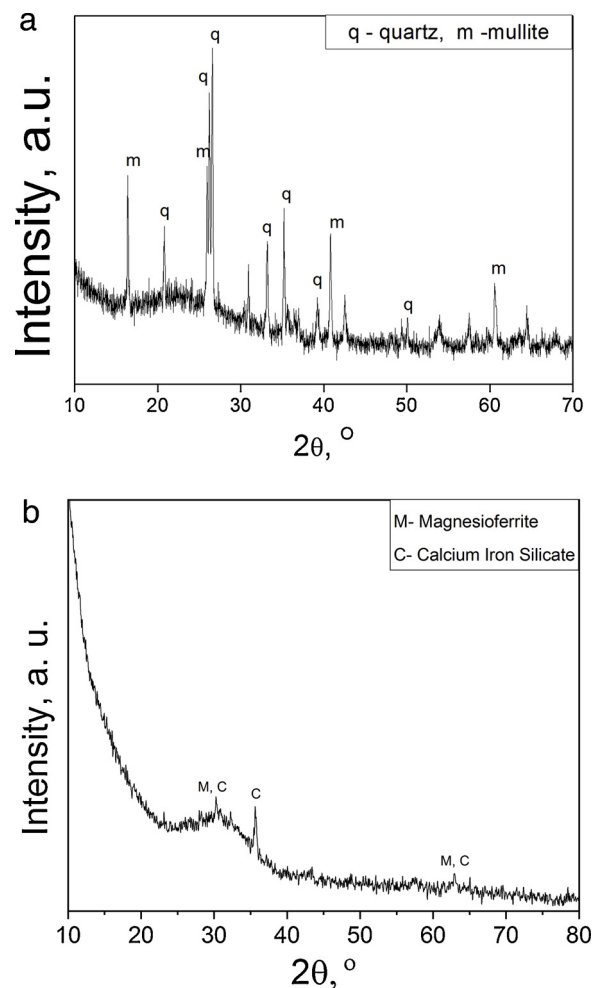 a
q - quartz, m -mullite
q
q
m
m
q
q
q
m
q
q
m
Intensity, a.u.
10 20 30 40 50 60 70
2θ, °
b
M- Magnesioferrite
C- Calcium Iron Silicate
M, C
C
M, C
Intensity, a. u.
10 20 30 40 50 60 70 80
2θ, °